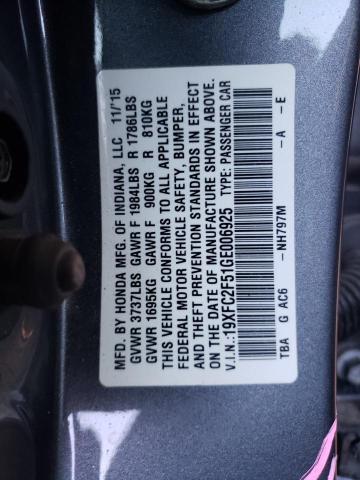 MFD. BY HONDA MFG. OF INDIANA, LLC 11/'15
GVWR 3737LBS GAWR F 1984LBS R 1786LBS
GVWR 1695KG GAWR F 900KG R 810KG
THIS VEHICLE CONFORMS TO ALL APPLICABLE
FEDERAL MOTOR VEHICLE SAFETY, BUMPER,
AND THEFT PREVENTION STANDARDS IN EFFECT
ON THE DATE OF MANUFACTURE SHOWN ABOVE.
V.I.N.:19XFC2F51GE006925 TYPE: PASSENGER CAR
TBA G AC6 -NH797M -A -E